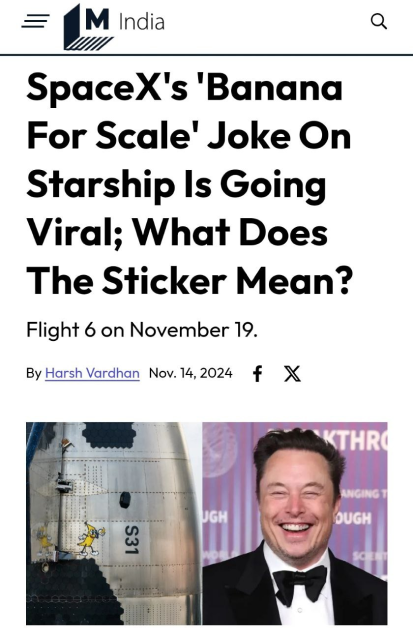 M India
SpaceX's 'Banana
For Scale' Joke On
Starship Is Going
Viral; What Does
The Sticker Mean?
Flight 6 on November 19.
By Harsh Vardhan Nov. 14, 2024
S31
KTHRO
ANGING T
UGH
OUGH
WORL
SCIENT